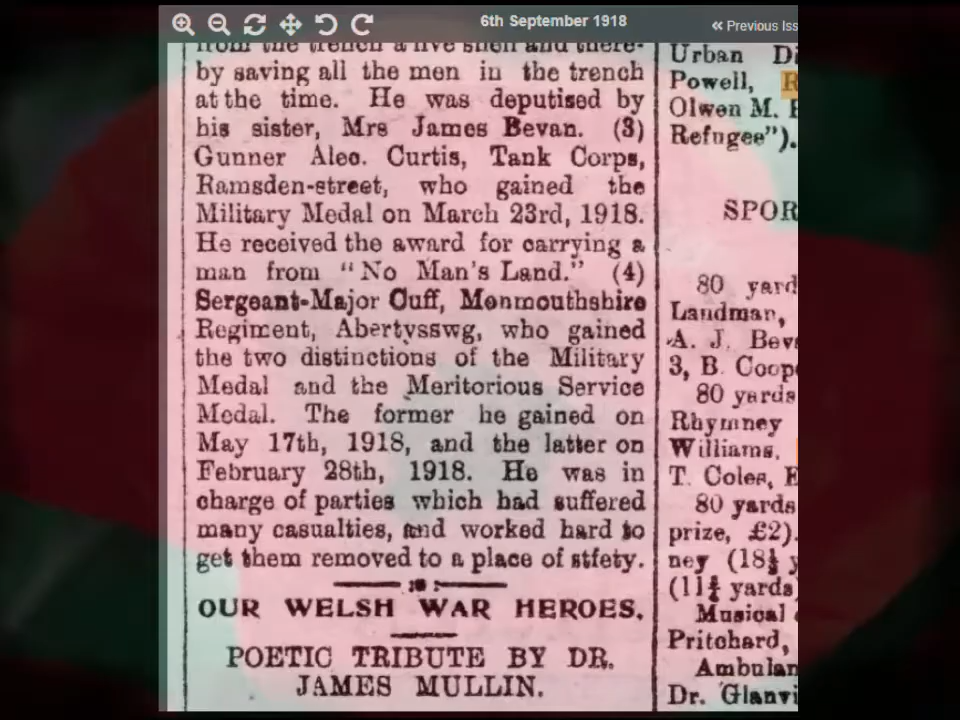 6th September 1918
Previous Iss
from the trench a live shell and there-
by saving all the men in the trench
at the time. He was deputised by
his sister, Mrs James Bevan. (3)
Gunner Aleo. Curtis, Tank Corps,
Ramsden-street, who gained the
Military Medal on March 23rd, 1918.
He received the award for carrying a
man from "No Man's Land." (4)
Sergeant-Major Cuff, Monmouthshire
Regiment, Abertysswg, who gained
the two distinctions of the Military
Medal and the Meritorious Service
Medal. The former he gained on
May 17th, 1918, and the latter on
February 28th, 1918. He was in
charge of parties which had suffered
many casualties, and worked hard to
get them removed to a place of stfety.
OUR WELSH WAR HEROES.
POETIC TRIBUTE BY DR.
JAMES MULLIN.
Urban Di
Powell, R
Olwen M. E
Refugee").
SPOR
80 yard
Landman,
A. J. Bev
3, B. Coop
80 yards
Rhymney
Williams,
T. Coles, E
80 yards
prize, £2).
ney (18½ y
(11¾ yards)
Musical
Pritchard,
Ambulan
Dr. Glanvi